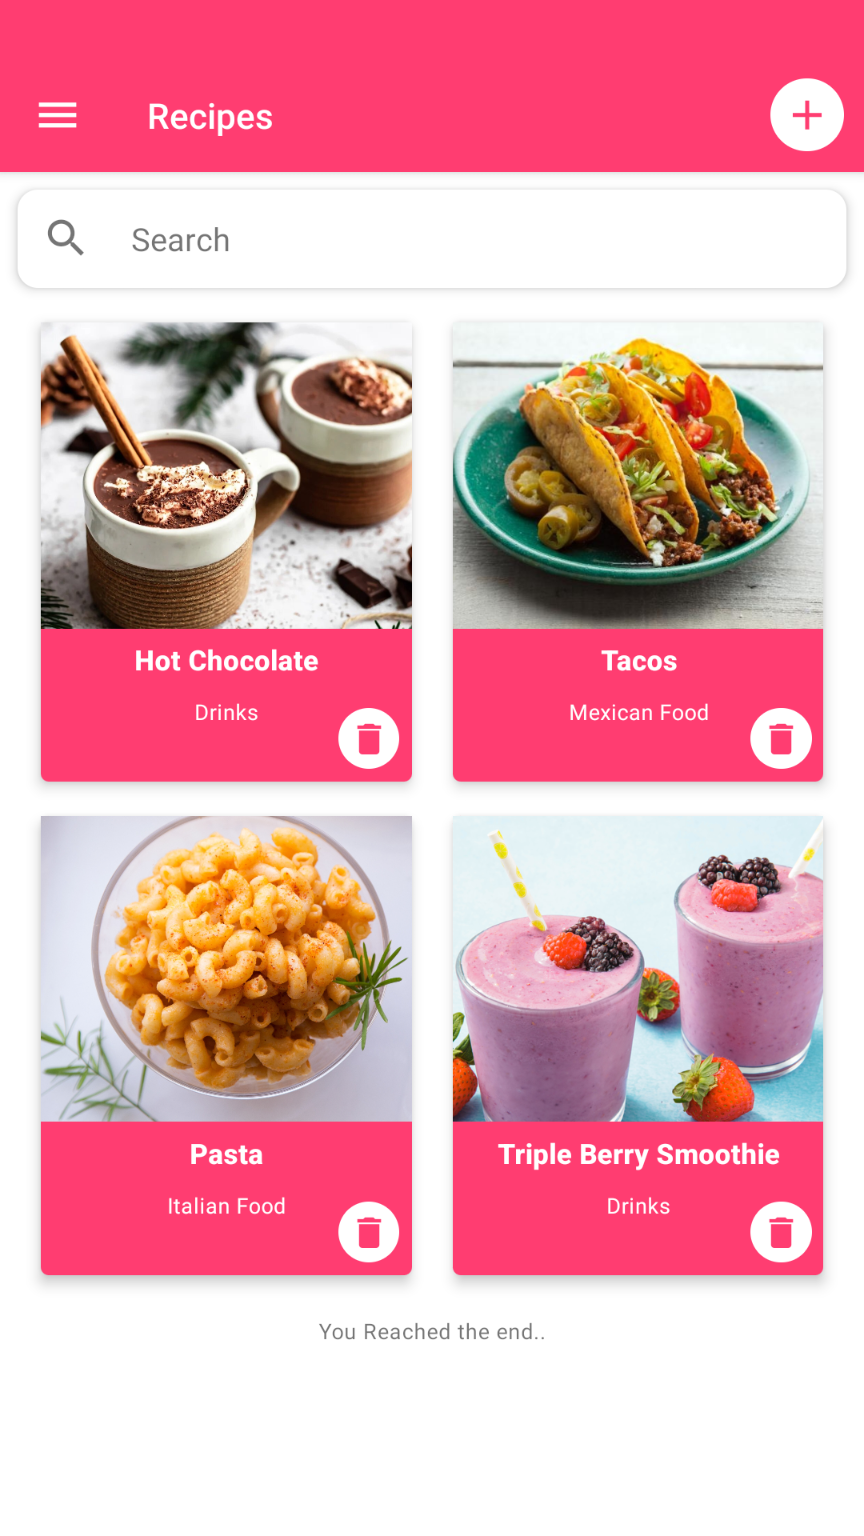 Recipes
Search
Hot Chocolate
Drinks
Tacos
Mexican Food
Pasta
Italian Food
Triple Berry Smoothie
Drinks
You Reached the end..